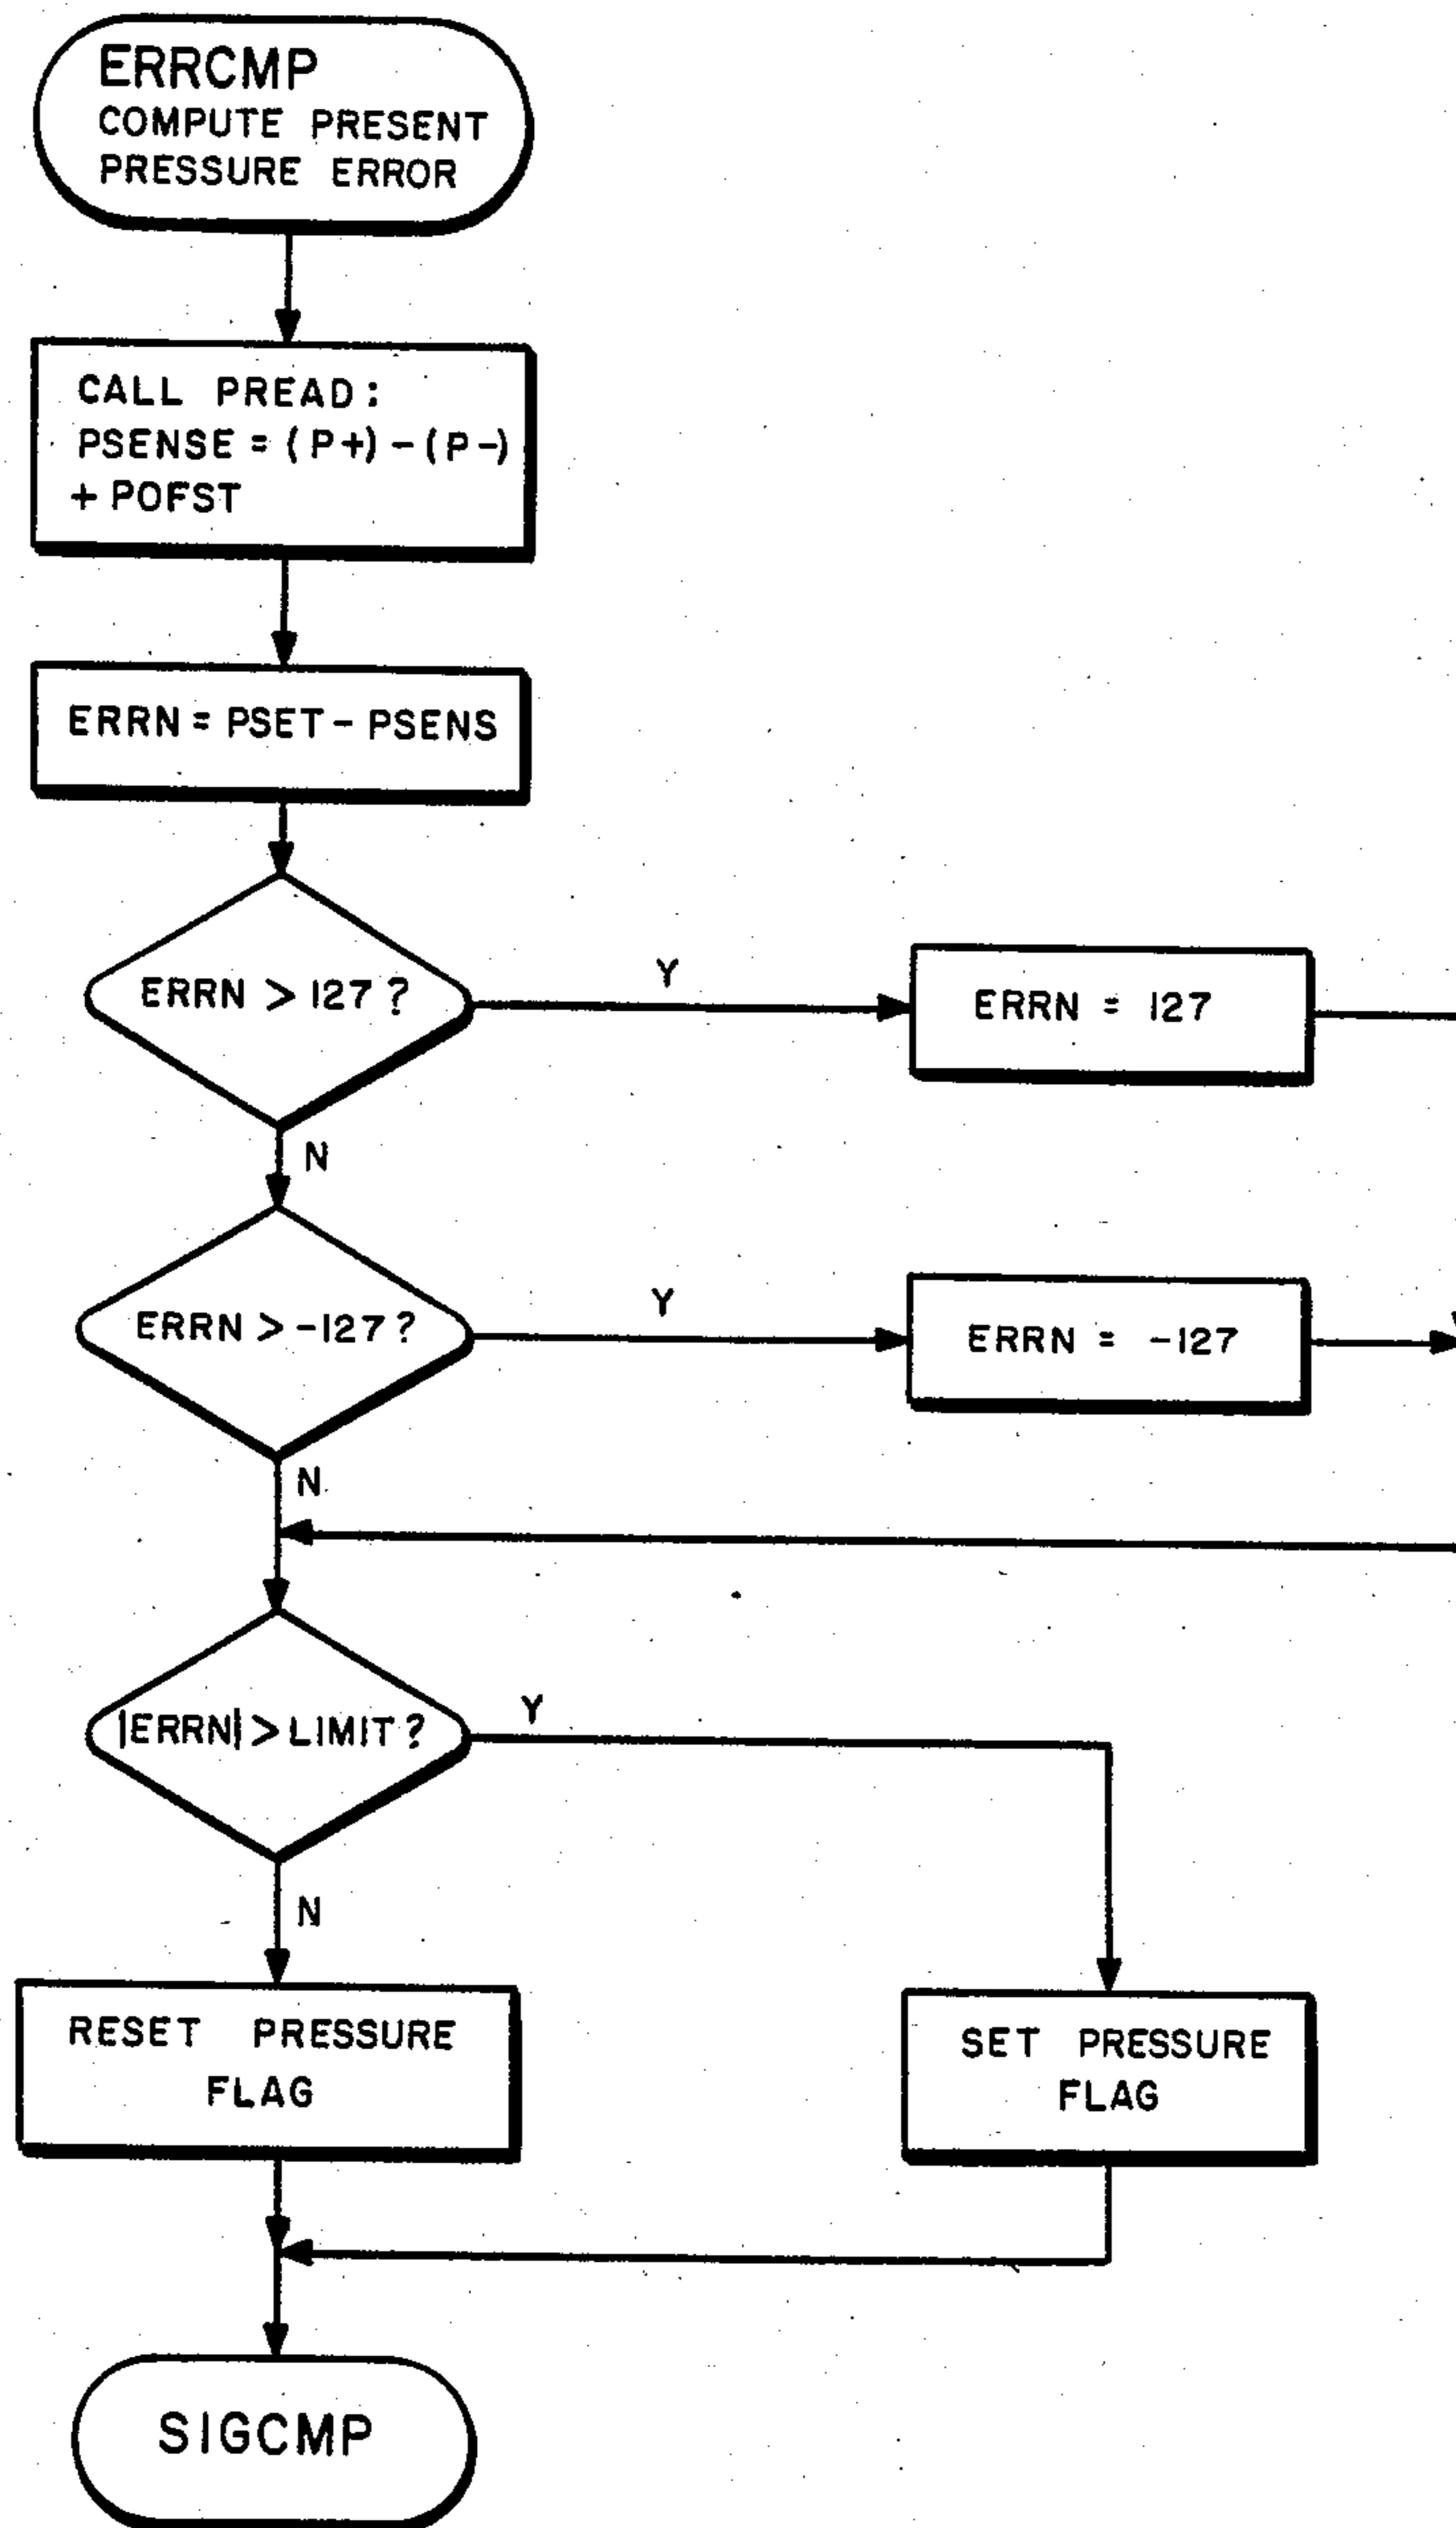 ERRCMP
COMPUTE PRESENT
PRESSURE ERROR
CALL PREAD:
PSENSE = (P+) - (P-)
+ POFST
ERRN = PSET - PSENS
ERRN > 127 ?
Y
ERRN = 127
N
ERRN > -127 ?
Y
ERRN = -127
N
|ERRN| > LIMIT ?
Y
N
RESET PRESSURE
FLAG
SET PRESSURE
FLAG
SIGCMP